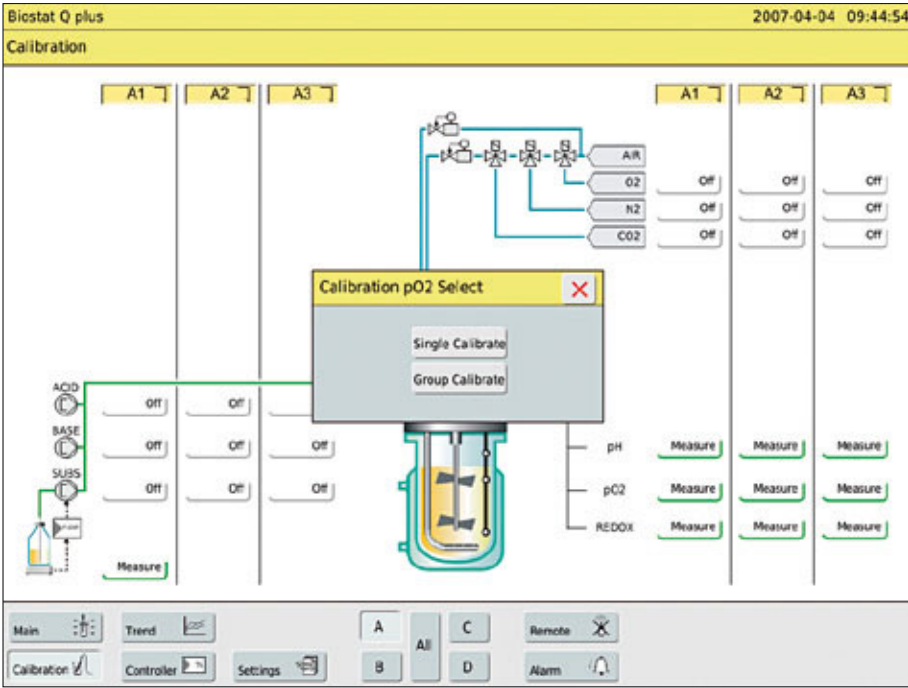 Biostat Q plus 2007-04-04 09:44:54
Calibration
A1 A2 A3 A1 A2 A3
AIR
O2 Off Off Off
N2 Off Off Off
CO2 Off Off Off
Calibration pO2 Select
Single Calibrate
Group Calibrate
ACID Off Off
BASE Off Off Off pH Measure Measure Measure
SUBS Off Off Off pO2 Measure Measure Measure
REDOX Measure Measure Measure
Measure
Main Trend A All C Remote
Calibration Controller Settings B D Alarm